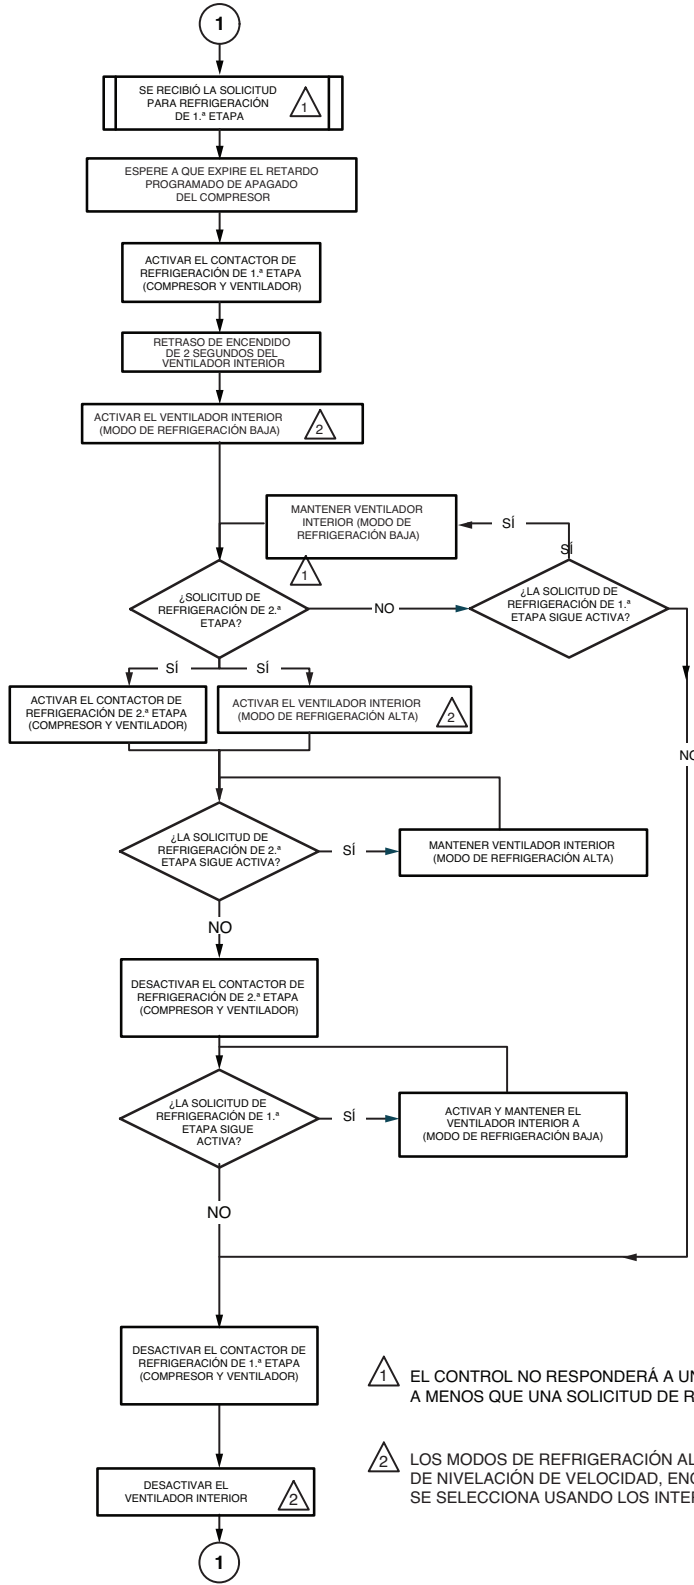 1
SE RECIBIÓ LA SOLICITUD
PARA REFRIGERACIÓN
DE 1.ª ETAPA
1
ESPERE A QUE EXPIRE EL RETARDO
PROGRAMADO DE APAGADO
DEL COMPRESOR
ACTIVAR EL CONTACTOR DE
REFRIGERACIÓN DE 1.ª ETAPA
(COMPRESOR Y VENTILADOR)
RETRASO DE ENCENDIDO
DE 2 SEGUNDOS DEL
VENTILADOR INTERIOR
ACTIVAR EL VENTILADOR INTERIOR
(MODO DE REFRIGERACIÓN BAJA)
2
MANTENER VENTILADOR
INTERIOR (MODO DE
REFRIGERACIÓN BAJA)
SÍ
SÍ
1
¿SOLICITUD DE
REFRIGERACIÓN DE 2.ª
ETAPA?
NO
¿LA SOLICITUD DE
REFRIGERACIÓN DE 1.ª
ETAPA SIGUE ACTIVA?
SÍ
SÍ
ACTIVAR EL CONTACTOR DE
REFRIGERACIÓN DE 2.ª ETAPA
(COMPRESOR Y VENTILADOR)
ACTIVAR EL VENTILADOR INTERIOR
(MODO DE REFRIGERACIÓN ALTA)
2
NO
¿LA SOLICITUD DE
REFRIGERACIÓN DE 2.ª
ETAPA SIGUE ACTIVA?
SÍ
MANTENER VENTILADOR INTERIOR
(MODO DE REFRIGERACIÓN ALTA)
NO
DESACTIVAR EL CONTACTOR DE
REFRIGERACIÓN DE 2.ª ETAPA
(COMPRESOR Y VENTILADOR)
¿LA SOLICITUD DE
REFRIGERACIÓN DE 1.ª
ETAPA SIGUE
ACTIVA?
SÍ
ACTIVAR Y MANTENER EL
VENTILADOR INTERIOR A
(MODO DE REFRIGERACIÓN BAJA)
NO
DESACTIVAR EL CONTACTOR DE
REFRIGERACIÓN DE 1.ª ETAPA
(COMPRESOR Y VENTILADOR)
1 EL CONTROL NO RESPONDERÁ A
A MENOS QUE UNA SOLICITUD DE
2 LOS MODOS DE REFRIGERACIÓN
DE NIVELACIÓN DE VELOCIDAD,
SE SELECCIONA USANDO LOS
DESACTIVAR EL
VENTILADOR INTERIOR
2
1